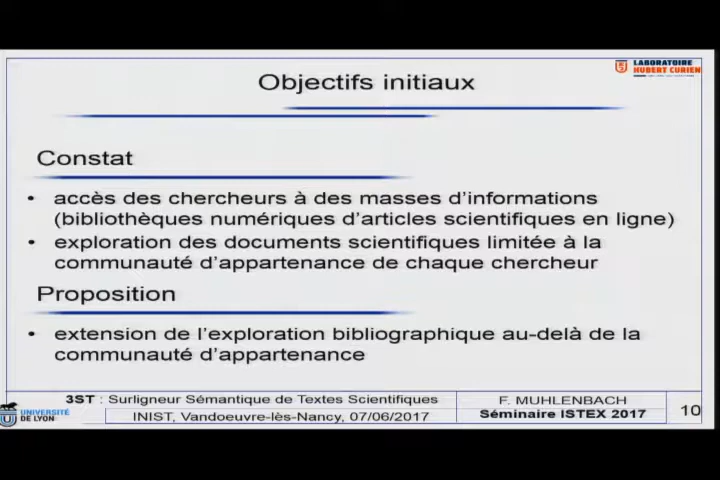 LABORATOIRE
HUBERT CURIEN
Objectifs initiaux
Constat
• accès des chercheurs à des masses d'informations
(bibliothèques numériques d'articles scientifiques en ligne)
• exploration des documents scientifiques limitée à la
communauté d'appartenance de chaque chercheur
Proposition
• extension de l'exploration bibliographique au-delà de la
communauté d'appartenance
3ST : Surligneur Sémantique de Textes Scientifiques
F. MUHLENBACH
10
UNIVERSITÉ
DE LYON
INIST, Vandoeuvre-lès-Nancy, 07/06/2017
Séminaire ISTEX 2017